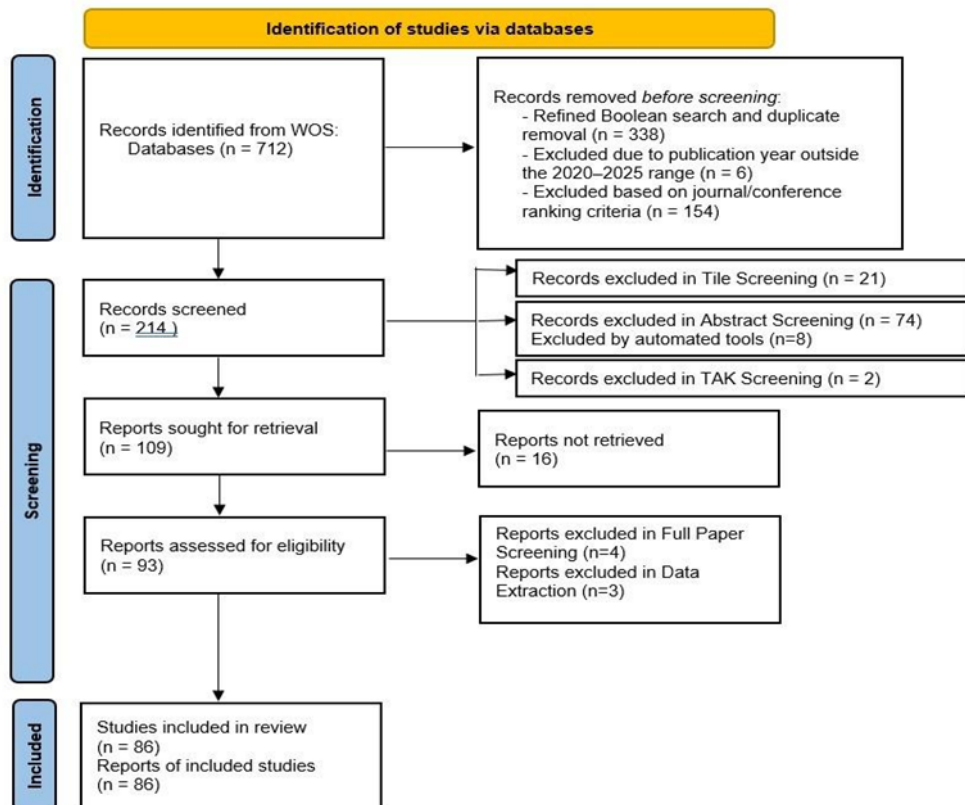 Identification of studies via databases
Identification
Records identified from WOS:
Databases (n = 712)
Records removed before screening:
- Refined Boolean search and duplicate
removal (n = 338)
- Excluded due to publication year outside
the 2020–2025 range (n = 6)
- Excluded based on journal/conference
ranking criteria (n = 154)
Screening
Records screened
(n = 214 )
Records excluded in Tile Screening (n = 21)
Records excluded in Abstract Screening (n = 74)
Excluded by automated tools (n=8)
Records excluded in TAK Screening (n = 2)
Reports sought for retrieval
(n = 109)
Reports not retrieved
(n = 16)
Reports assessed for eligibility
(n = 93)
Reports excluded in Full Paper
Screening (n=4)
Reports excluded in Data
Extraction (n=3)
Included
Studies included in review
(n = 86)
Reports of included studies
(n = 86)